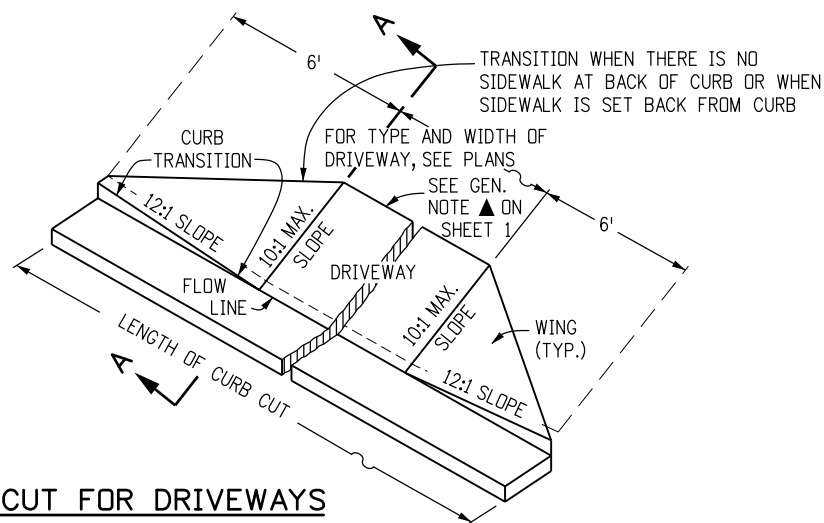 A
6'
TRANSITION WHEN THERE IS NO
SIDEWALK AT BACK OF CURB OR WHEN
SIDEWALK IS SET BACK FROM CURB
FOR TYPE AND WIDTH OF
DRIVEWAY, SEE PLANS
CURB
TRANSITION
SEE GEN.
NOTE ▲ ON
SHEET 1
6'
12:1 SLOPE
10:1 MAX.
SLOPE
DRIVEWAY
FLOW
LINE
10:1 MAX.
SLOPE
WING
(TYP.)
12:1 SLOPE
LENGTH OF CURB CUT
A
CUT FOR DRIVEWAYS